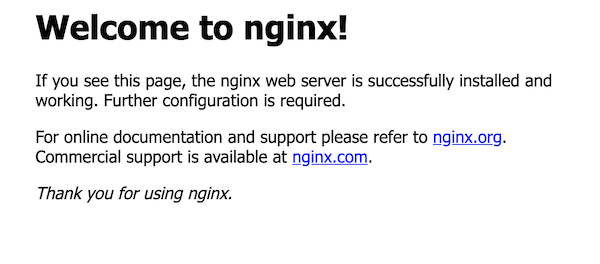 Welcome to nginx!
If you see this page, the nginx web server is successfully installed and
working. Further configuration is required.
For online documentation and support please refer to nginx.org.
Commercial support is available at nginx.com.
Thank you for using nginx.